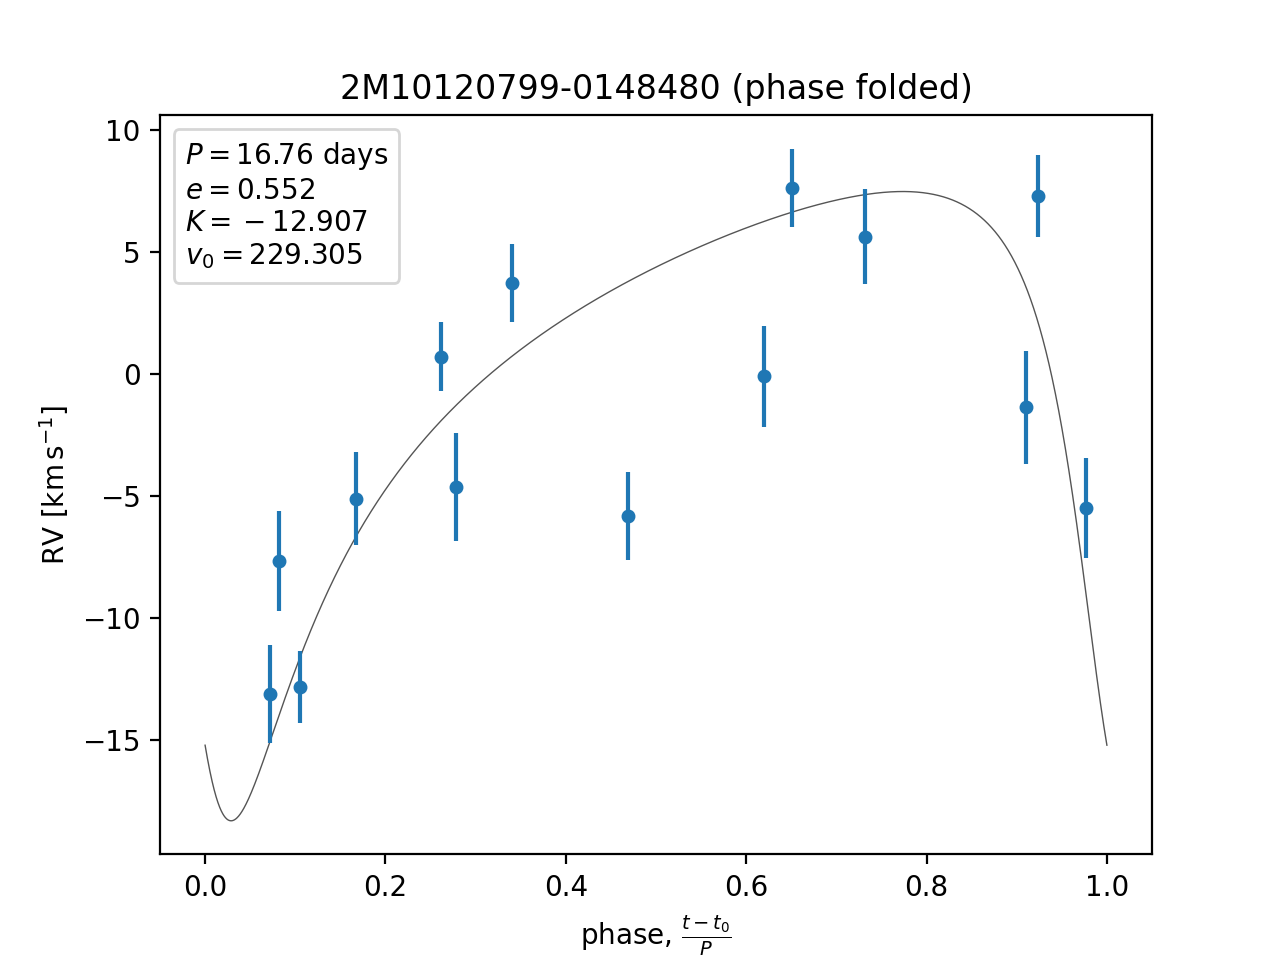 2M10120799-0148480 (phase folded)
P = 16.76 days
e = 0.552
K = −12.907
v₀ = 229.305
10
5
0
−5
−10
−15
RV [km s⁻¹]
0.0 0.2 0.4 0.6 0.8 1.0
phase, (t − t₀)/P